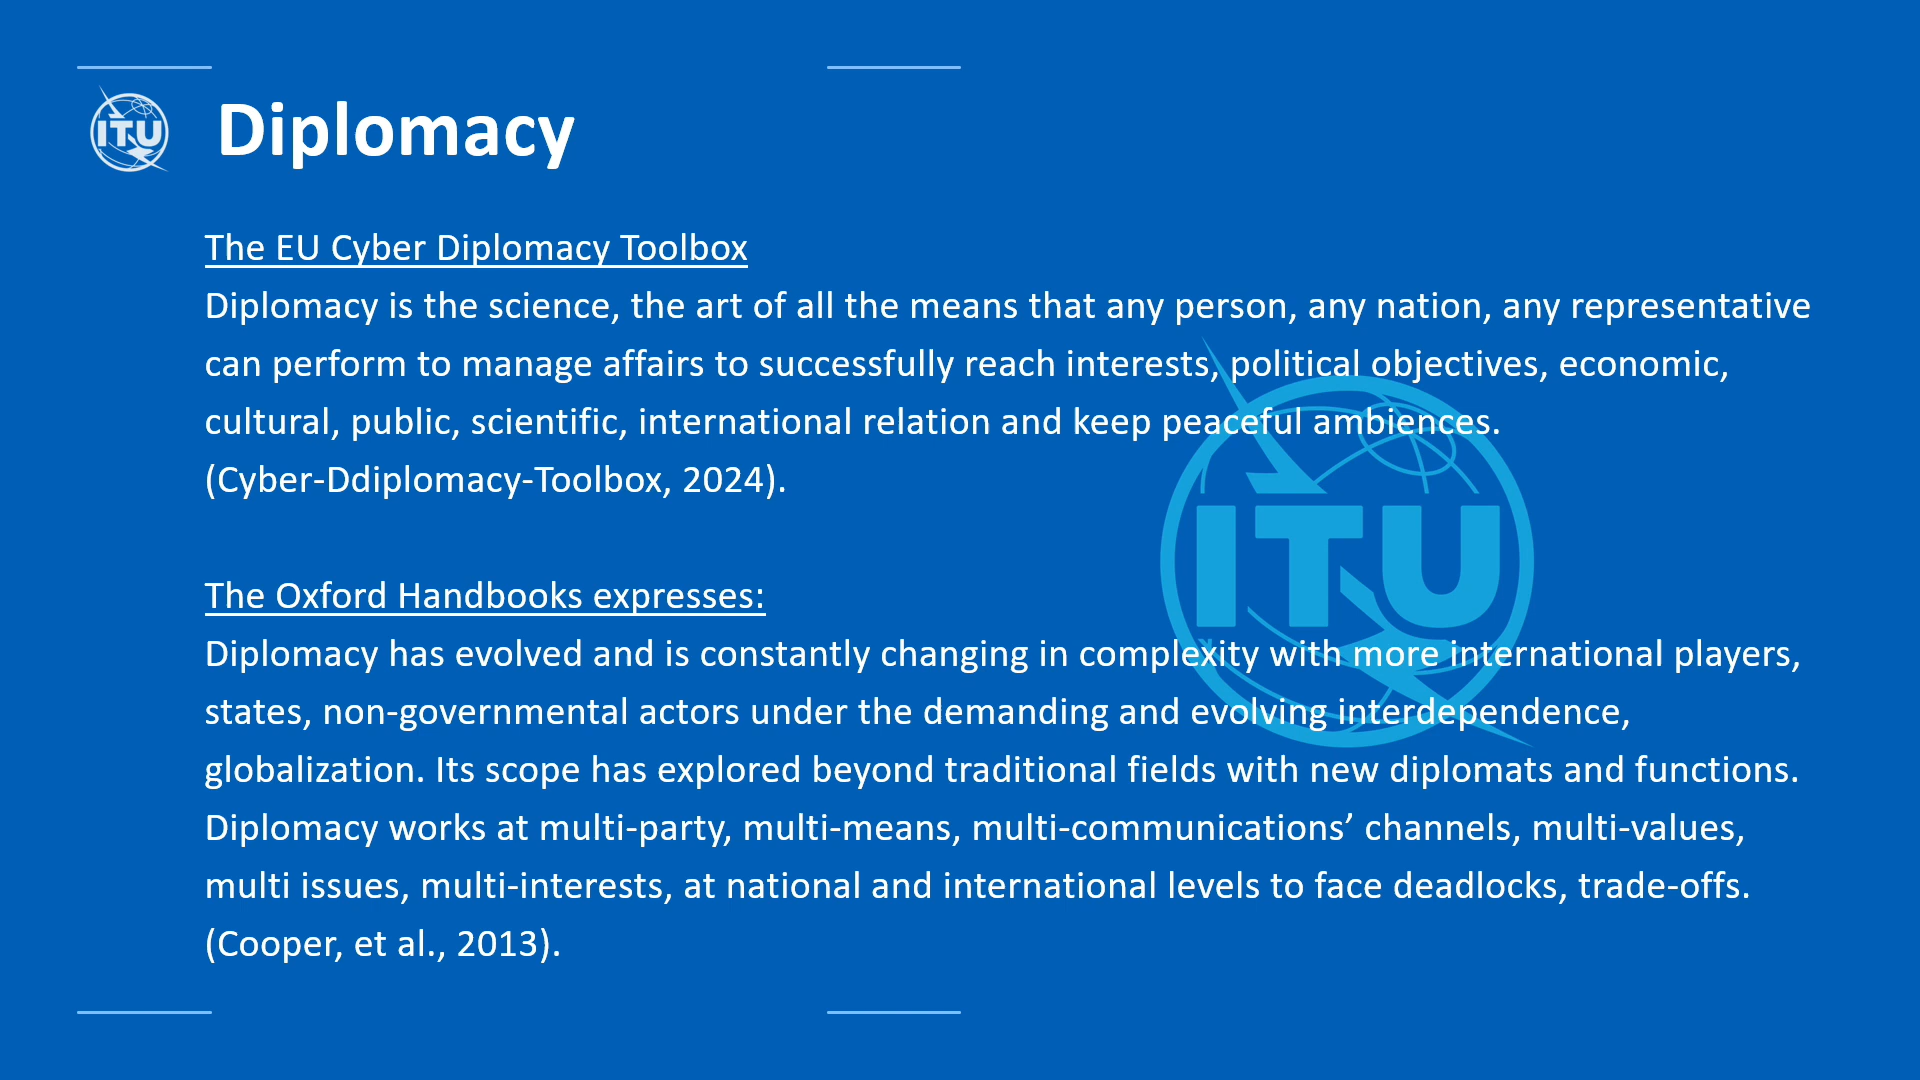 ITU
Diplomacy
The EU Cyber Diplomacy Toolbox
Diplomacy is the science, the art of all the means that any person, any nation, any representative
can perform to manage affairs to successfully reach interests, political objectives, economic,
cultural, public, scientific, international relation and keep peaceful ambiences.
(Cyber-Ddiplomacy-Toolbox, 2024).
ITU
The Oxford Handbooks expresses:
Diplomacy has evolved and is constantly changing in complexity with more international players,
states, non-governmental actors under the demanding and evolving interdependence,
globalization. Its scope has explored beyond traditional fields with new diplomats and functions.
Diplomacy works at multi-party, multi-means, multi-communications’ channels, multi-values,
multi issues, multi-interests, at national and international levels to face deadlocks, trade-offs.
(Cooper, et al., 2013).